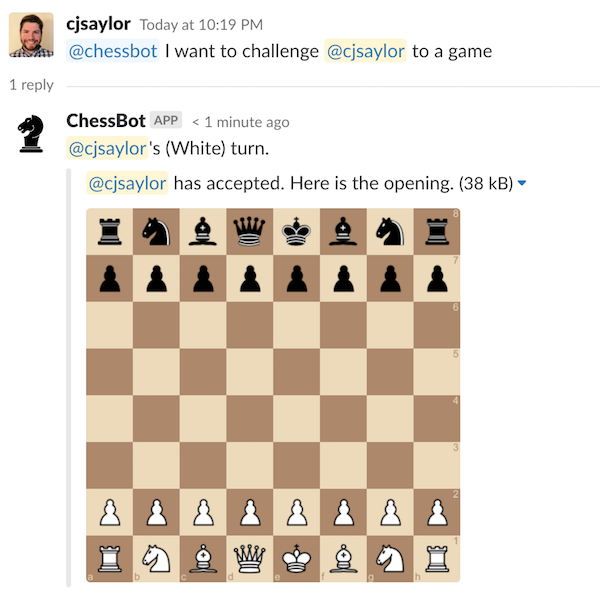 cjsaylor Today at 10:19 PM
@chessbot I want to challenge @cjsaylor to a game
1 reply
ChessBot APP < 1 minute ago
@cjsaylor's (White) turn.
@cjsaylor has accepted. Here is the opening. (38 kB)
8
7
6
5
4
3
2
1
a b c d e f g h